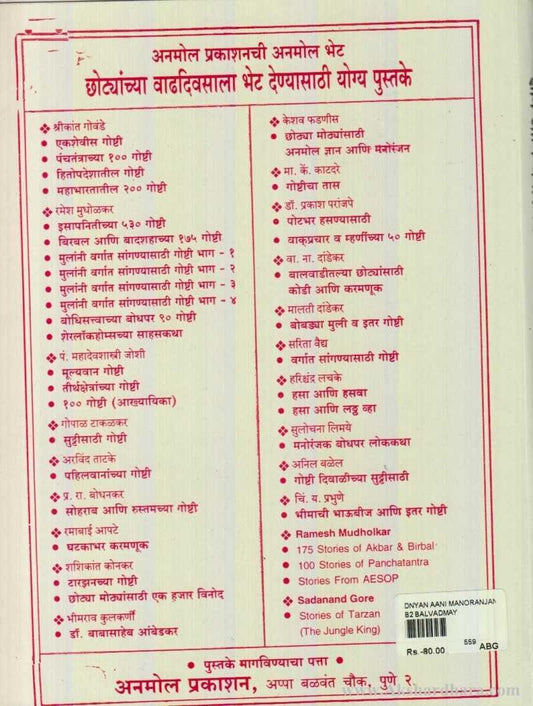 अनमोल प्रकाशनची अनमोल भेट
छोट्यांच्या वाढदिवसाला भेट देण्यासाठी योग्य पुस्तके
❖ श्रीकांत गोवंडे
● एकशेवीस गोष्टी
● पंचतंत्राच्या १०० गोष्टी
● हितोपदेशातील गोष्टी
● महाभारतातील २०० गोष्टी
❖ रमेश मुधोळकर
● इसापनितीच्या ५३० गोष्टी
● बिरबल आणि बादशहाच्या १७५ गोष्टी
● मुलांनी वर्गात सांगण्यासाठी गोष्टी भाग - १
● मुलांनी वर्गात सांगण्यासाठी गोष्टी भाग - २
● मुलांनी वर्गात सांगण्यासाठी गोष्टी भाग - ३
● मुलांनी वर्गात सांगण्यासाठी गोष्टी भाग - ४
● बोधिसत्त्वाच्या बोधपर ९० गोष्टी
● शेरलॉकहोम्सच्या साहसकथा
❖ पं. महादेवशास्त्री जोशी
● मूल्यवान गोष्टी
● तीर्थक्षेत्रांच्या गोष्टी
● १०० गोष्टी (आख्यायिका)
❖ गोपाळ टाकळकर
● सुट्टीसाठी गोष्टी
❖ अरविंद ताटके
● पहिलवानांच्या गोष्टी
❖ प्र. रा. बोधनकर
● सोहराब आणि रुस्तमच्या गोष्टी
❖ रमाबाई आपटे
● घटकाभर करमणूक
❖ शशिकांत कोनकर
● टारझनच्या गोष्टी
● छोट्या मोठ्यांसाठी एक हजार विनोद
❖ भीमराव कुलकर्णी
● डॉ. बाबासाहेब आंबेडकर
❖ केशव फडणीस
● छोट्या मोठ्यांसाठी
अनमोल ज्ञान आणि मनोरंजन
❖ मा. कें. काटदरे
● गोष्टीचा तास
❖ डॉ. प्रकाश परांजपे
● पोटभर हसण्यासाठी
● वाक्‌प्रचार व म्हणींच्या ५० गोष्टी
❖ वा. ना. दांडेकर
● बालवाडीतल्या छोट्यांसाठी
कोडी आणि करमणूक
❖ मालती दांडेकर
● बोबड्या मुली व इतर गोष्टी
❖ सरिता वैद्य
● वर्गात सांगण्यासाठी गोष्टी
❖ हरिश्चंद्र लचके
● हसा आणि हसवा
● हसा आणि लठ्ठ व्हा
❖ सुलोचना लिमये
● मनोरंजक बोधपर लोककथा
❖ अनिल बळेल
● गोष्टी दिवाळीच्या सुट्टीसाठी
❖ चिं. य. प्रभुणे
● भीमाची भाऊबीज आणि इतर गोष्टी
❖ Ramesh Mudholkar
● 175 Stories of Akbar & Birbal
● 100 Stories of Panchatantra
● Stories From AESOP
❖ Sadanand Gore
● Stories of Tarzan
(The Jungle King)
DNYAN AANI MANORANJAN
B2 BALVADMAY
559
Rs.-80.00
ABG
● पुस्तके मागविण्याचा पत्ता ●
अनमोल प्रकाशन, अप्पा बळवंत चौक, पुणे २